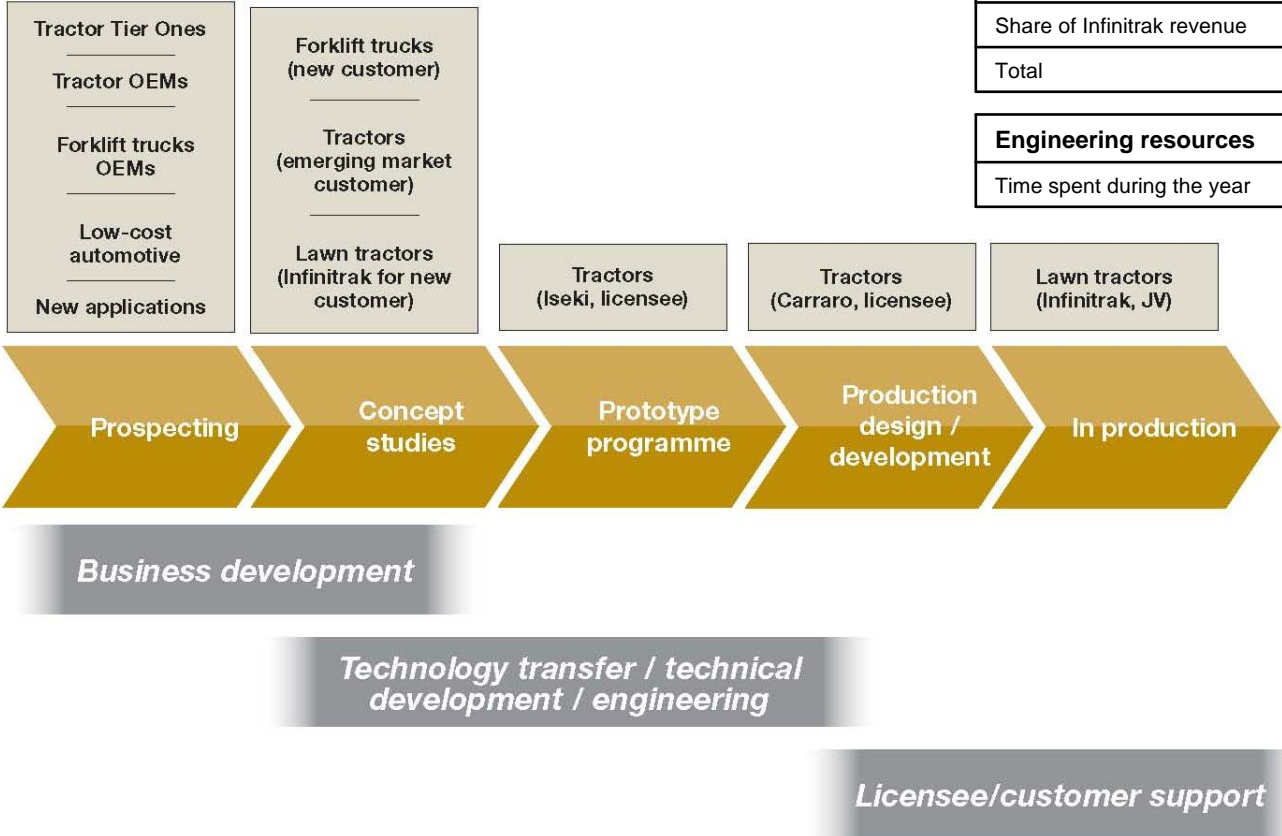 Tractor Tier Ones
Tractor OEMs
Forklift trucks
OEMs
Low-cost
automotive
New applications
Forklift trucks
(new customer)
Tractors
(emerging market
customer)
Lawn tractors
(Infinitrak for new
customer)
Tractors
(Iseki, licensee)
Tractors
(Carraro, licensee)
Lawn tractors
(Infinitrak, JV)
Share of Infinitrak revenue
Total
Engineering resources
Time spent during the year
Prospecting
Concept
studies
Prototype
programme
Production
design /
development
In production
Business development
Technology transfer / technical
development / engineering
Licensee/customer support